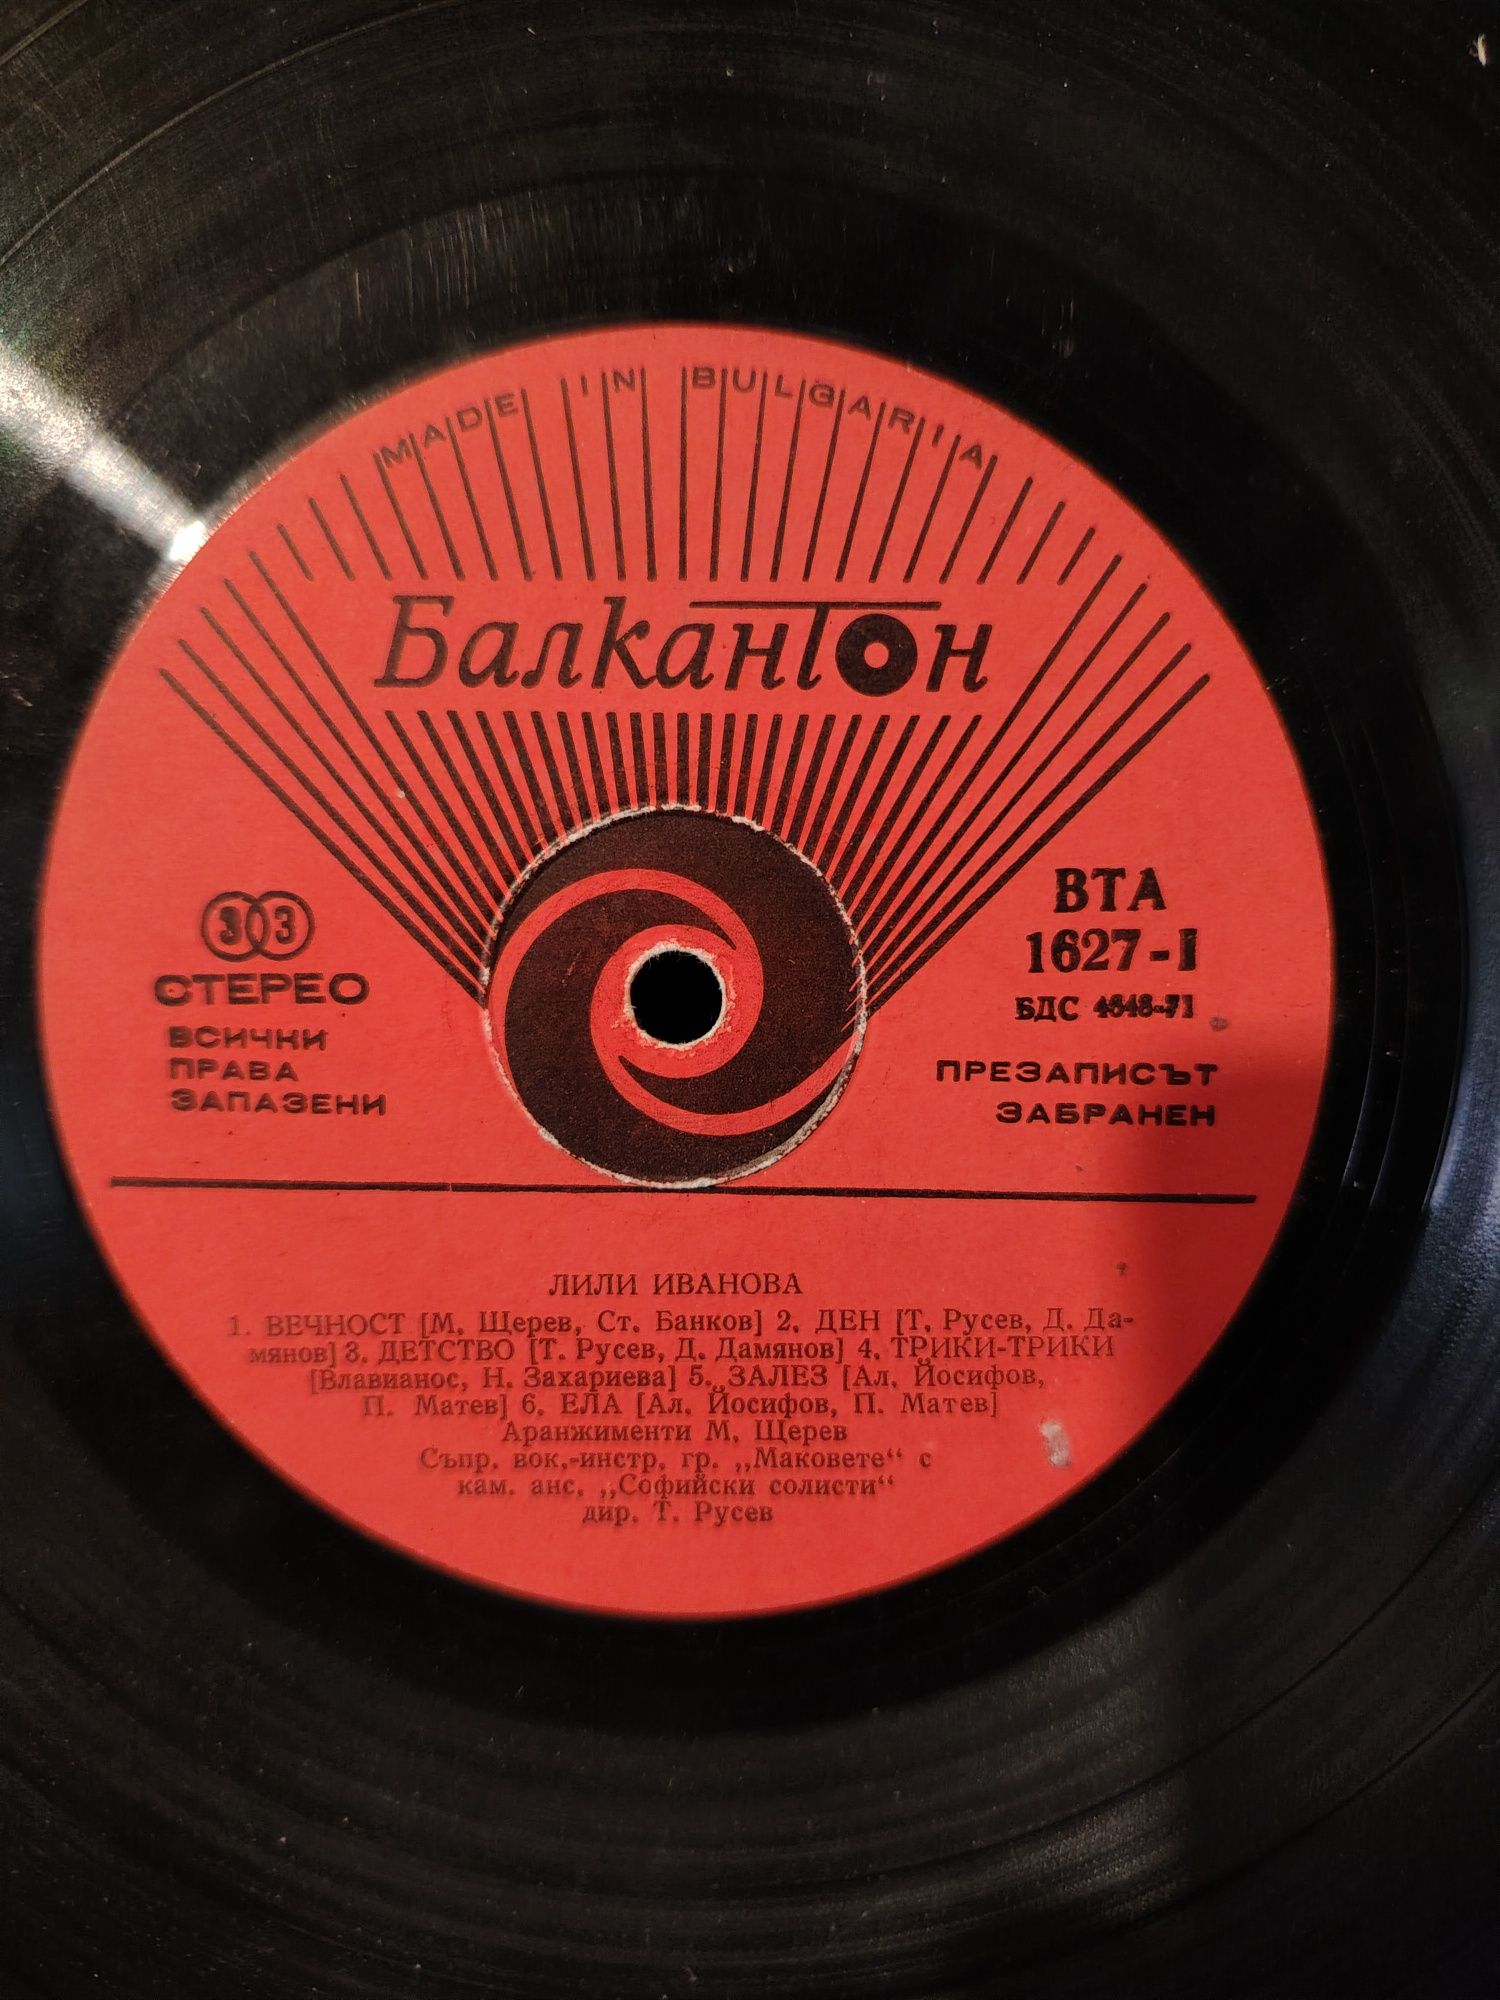 MADE IN BULGARIA
Балкантон
33
СТЕРЕО
ВСИЧКИ
ПРАВА
ЗАПАЗЕНИ
ВТА
1627-I
БДС 4848-71
ПРЕЗАПИСЪТ
ЗАБРАНЕН
ЛИЛИ ИВАНОВА
1. ВЕЧНОСТ [М. Щерев, Ст. Банков] 2. ДЕН [Т. Русев, Д. Да-
мянов] 3. ДЕТСТВО [Т. Русев, Д. Дамянов] 4. ТРИКИ-ТРИКИ
[Влавианос, Н. Захариева] 5. ЗАЛЕЗ [Ал. Йосифов,
П. Матев] 6. ЕЛА [Ал. Йосифов, П. Матев]
Аранжименти М. Щерев
Съпр. вок.-инстр. гр. „Маковете“ с
кам. анс. „Софийски солисти“
дир. Т. Русев